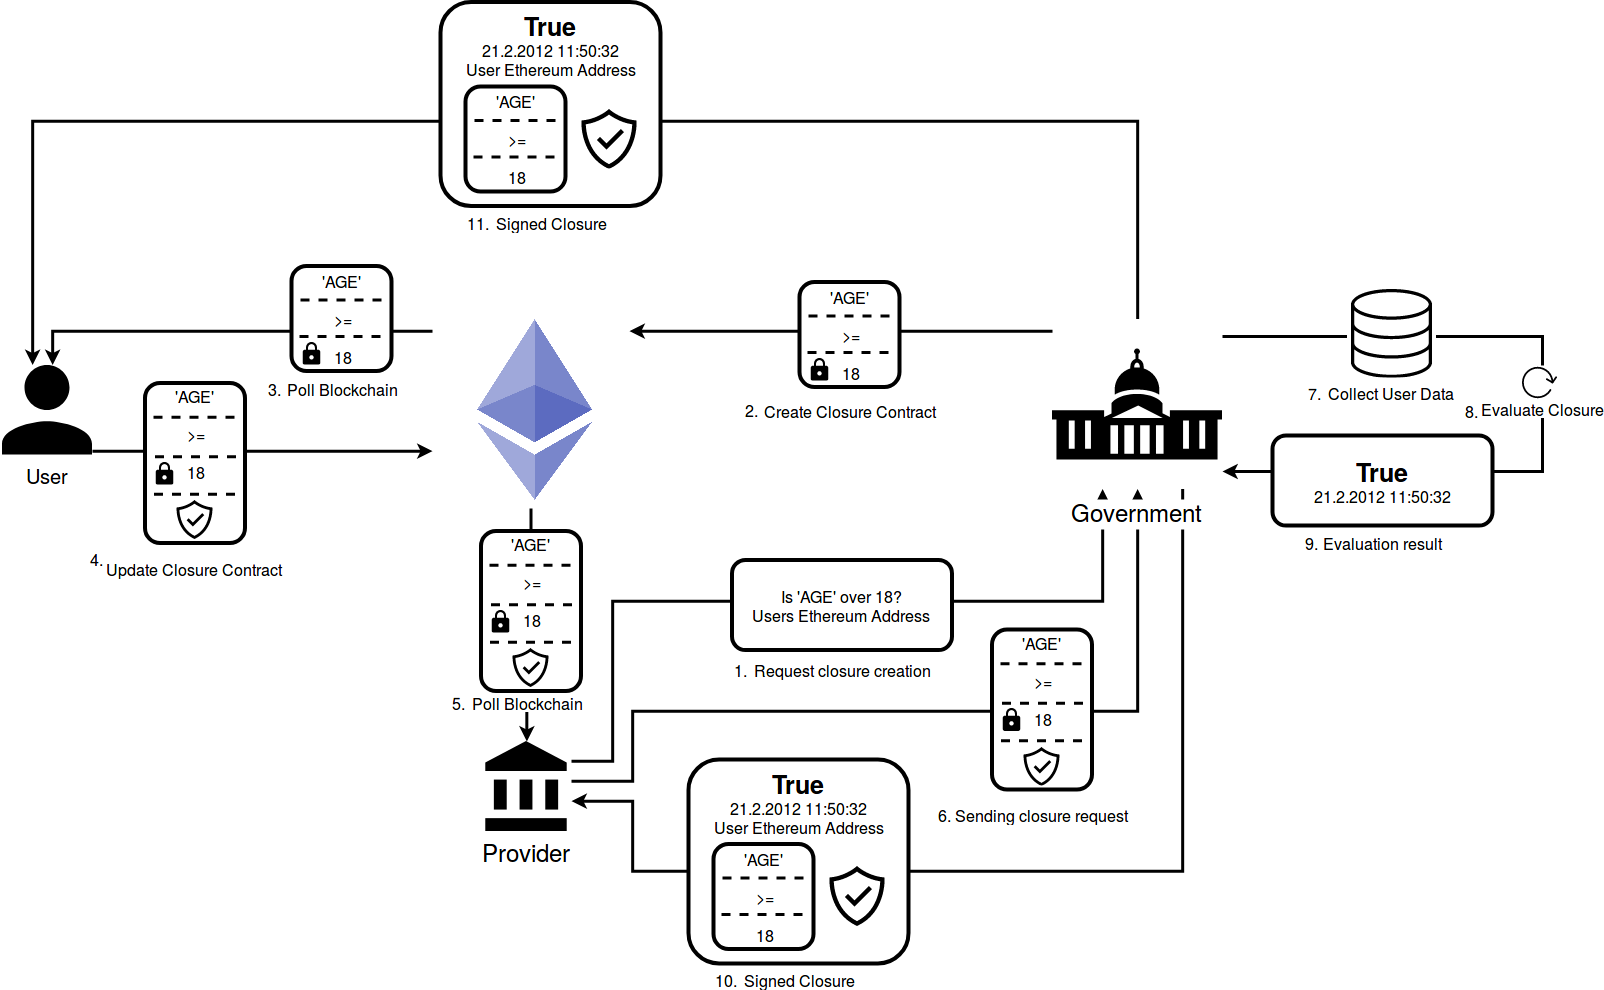 True
21.2.2012 11:50:32
User Ethereum Address
'AGE'
>=
18
11. Signed Closure
'AGE'
>=
18
3. Poll Blockchain
'AGE'
>=
18
2. Create Closure Contract
7. Collect User Data
8. Evaluate Closure
User
'AGE'
>=
18
4. Update Closure Contract
Government
True
21.2.2012 11:50:32
9. Evaluation result
'AGE'
>=
18
5. Poll Blockchain
Is 'AGE' over 18?
Users Ethereum Address
1. Request closure creation
'AGE'
>=
18
6. Sending closure request
Provider
True
21.2.2012 11:50:32
User Ethereum Address
'AGE'
>=
18
10. Signed Closure